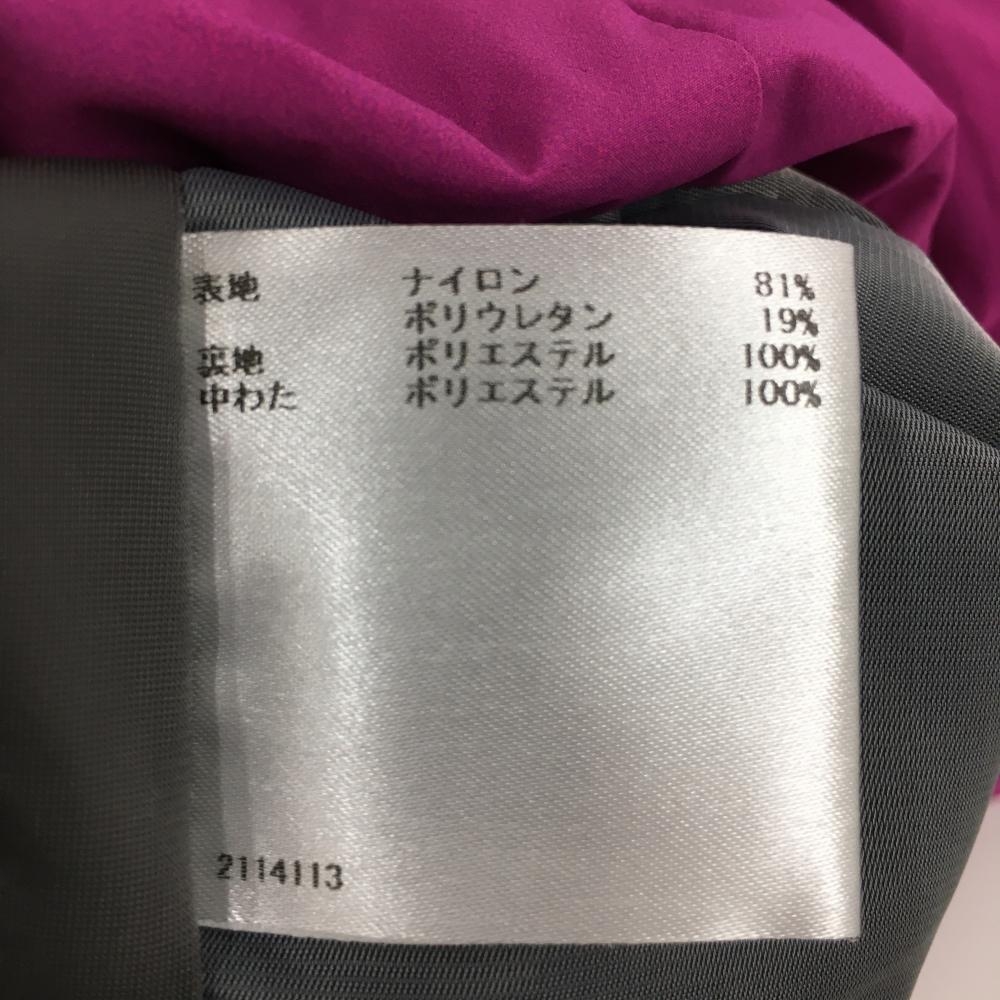 表地 ナイロン 81%
ポリウレタン 19%
裏地 ポリエステル 100%
中わた ポリエステル 100%
2114113